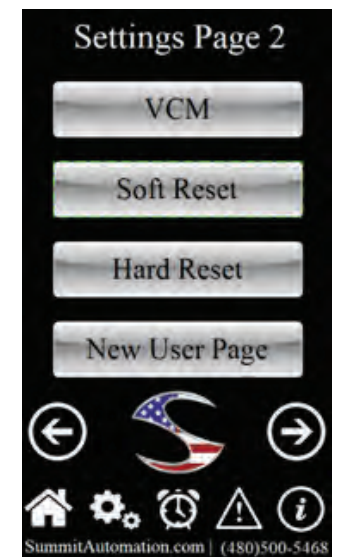 Settings Page 2
VCM
Soft Reset
Hard Reset
New User Page
SummitAutomation.com | (480)500-5468